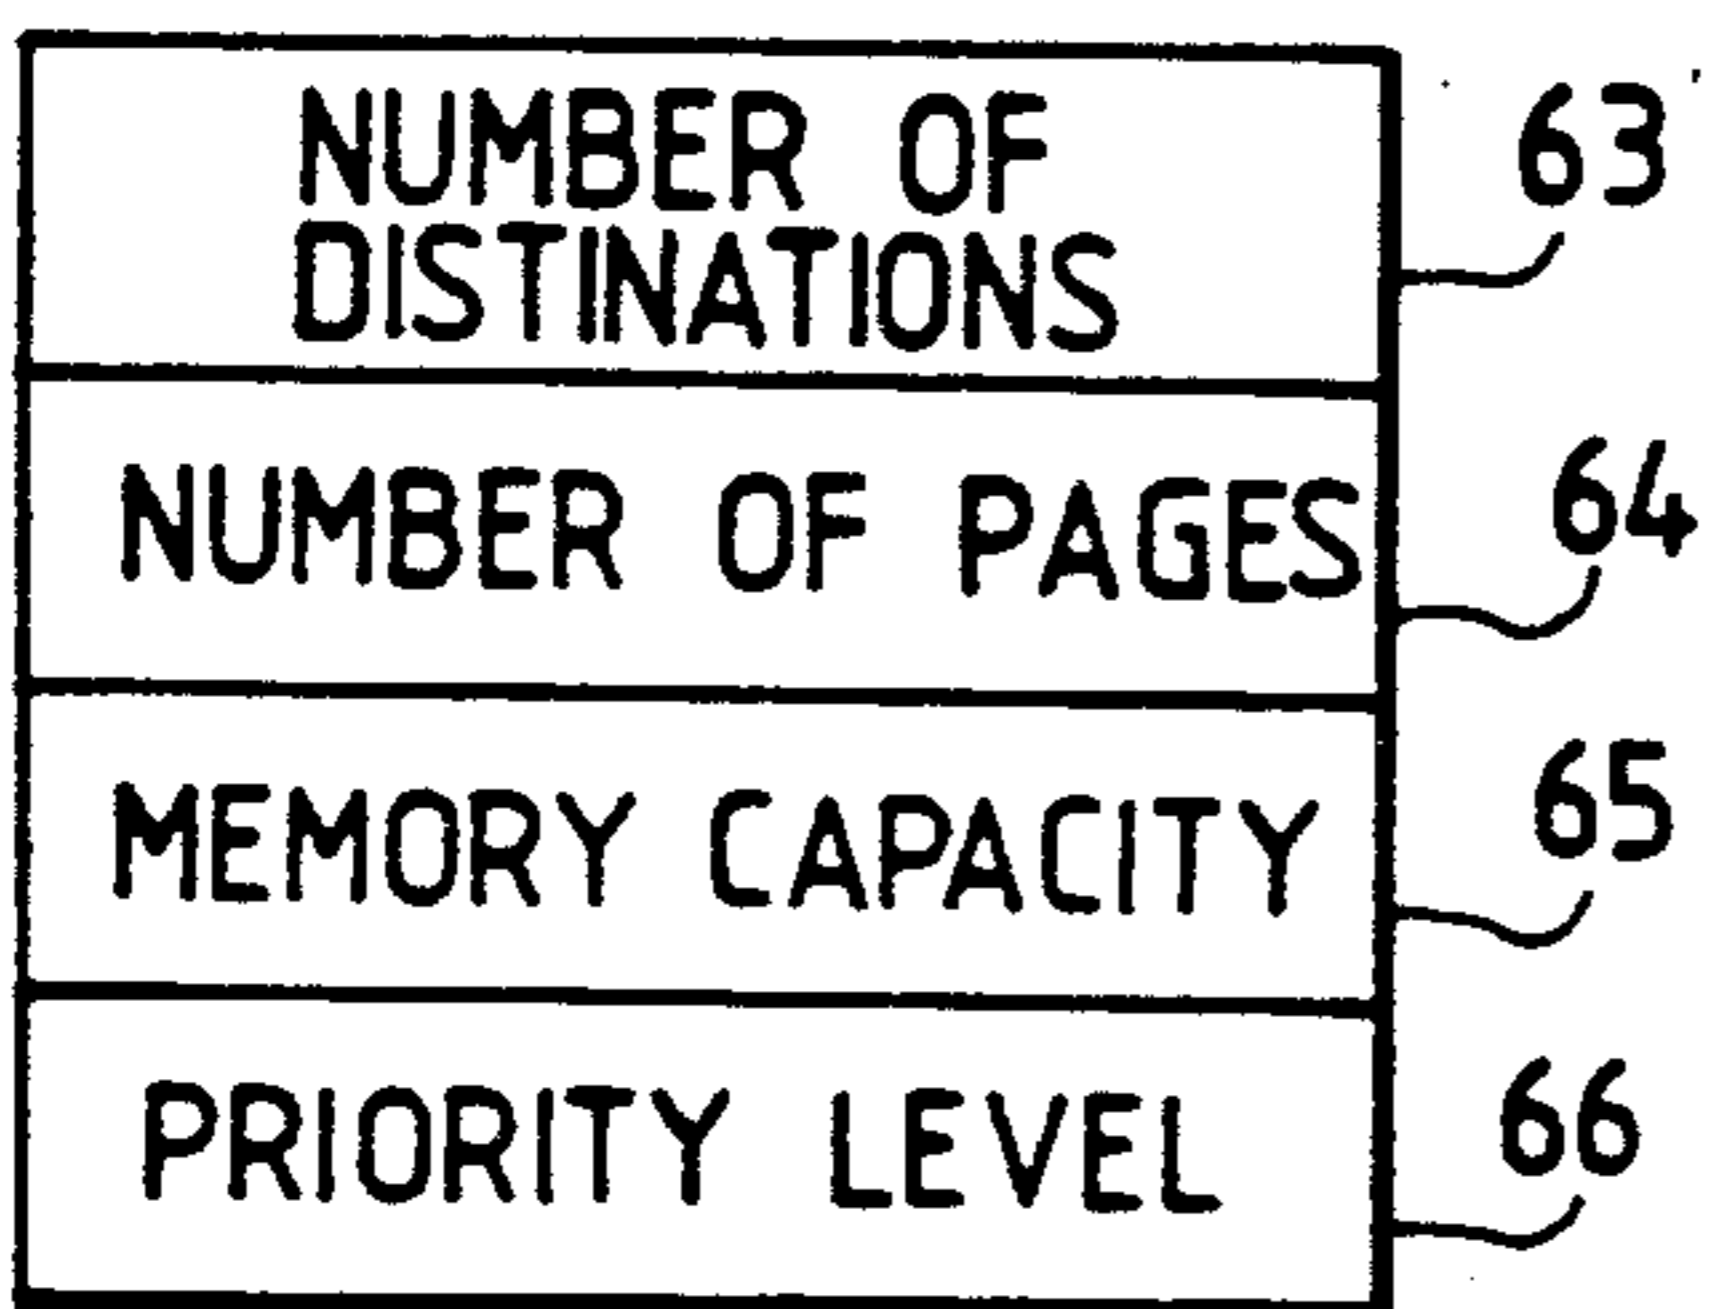 NUMBER OF
DISTINATIONS
63
NUMBER OF PAGES
64
MEMORY CAPACITY
65
PRIORITY LEVEL
66